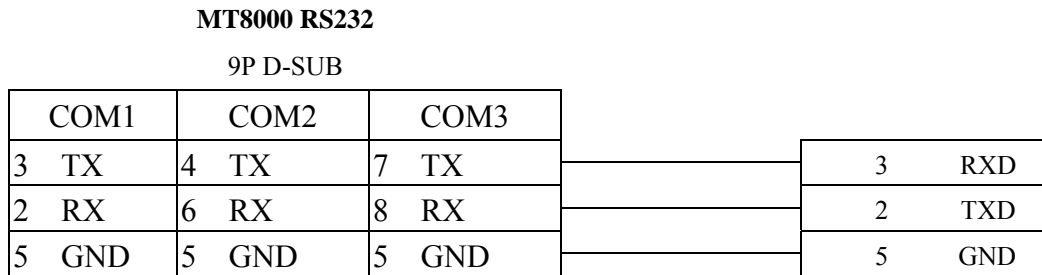 MT8000 RS232
9P D-SUB
COM1 COM2 COM3
3 TX 4 TX 7 TX 3 RXD
2 RX 6 RX 8 RX 2 TXD
5 GND 5 GND 5 GND 5 GND